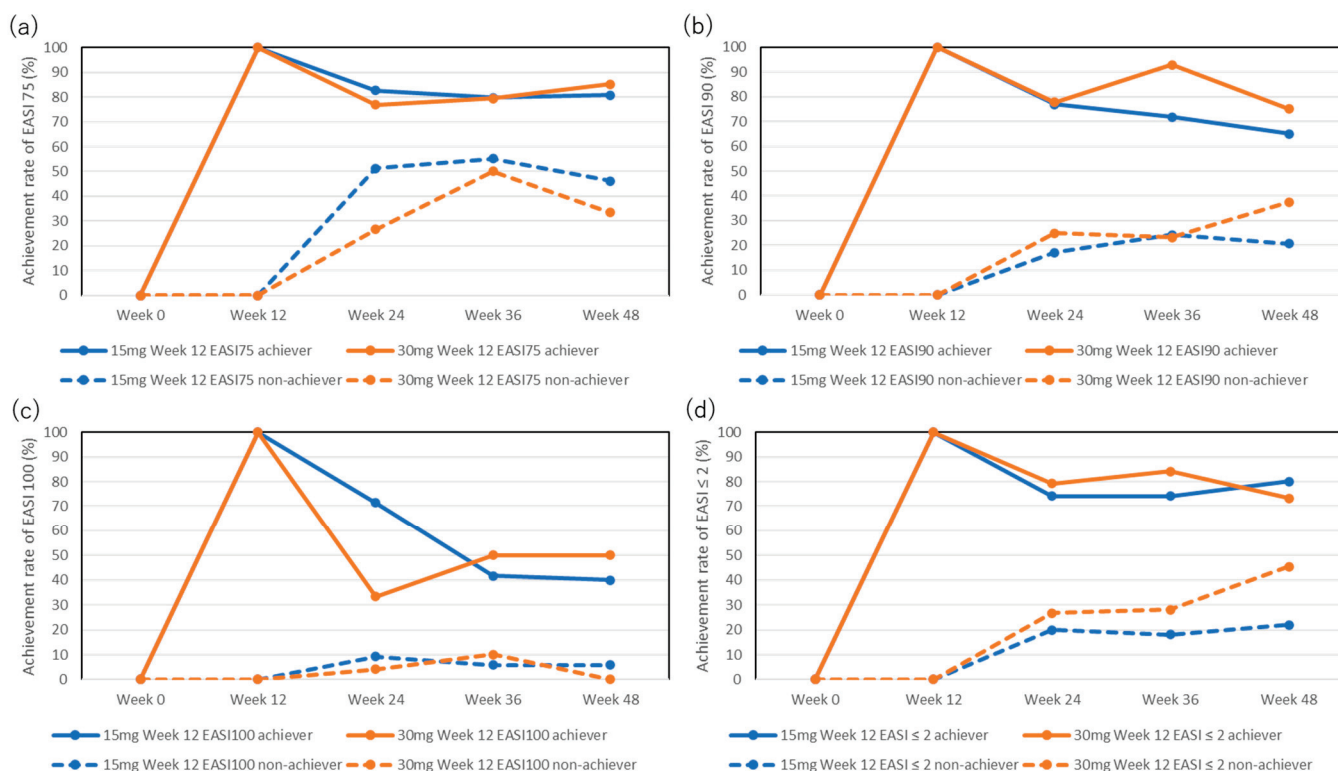 (a)
Achievement rate of EASI 75 (%)
100
90
80
70
60
50
40
30
20
10
0
Week 0 Week 12 Week 24 Week 36 Week 48
15mg Week 12 EASI75 achiever 30mg Week 12 EASI75 achiever
15mg Week 12 EASI75 non-achiever 30mg Week 12 EASI75 non-achiever
(b)
Achievement rate of EASI 90 (%)
100
90
80
70
60
50
40
30
20
10
0
Week 0 Week 12 Week 24 Week 36 Week 48
15mg Week 12 EASI90 achiever 30mg Week 12 EASI90 achiever
15mg Week 12 EASI90 non-achiever 30mg Week 12 EASI90 non-achiever
(c)
Achievement rate of EASI 100 (%)
100
90
80
70
60
50
40
30
20
10
0
Week 0 Week 12 Week 24 Week 36 Week 48
15mg Week 12 EASI100 achiever 30mg Week 12 EASI100 achiever
15mg Week 12 EASI100 non-achiever 30mg Week 12 EASI100 non-achiever
(d)
Achievement rate of EASI ≤ 2 (%)
100
90
80
70
60
50
40
30
20
10
0
Week 0 Week 12 Week 24 Week 36 Week 48
15mg Week 12 EASI ≤ 2 achiever 30mg Week 12 EASI ≤ 2 achiever
15mg Week 12 EASI ≤ 2 non-achiever 30mg Week 12 EASI ≤ 2 non-achiever